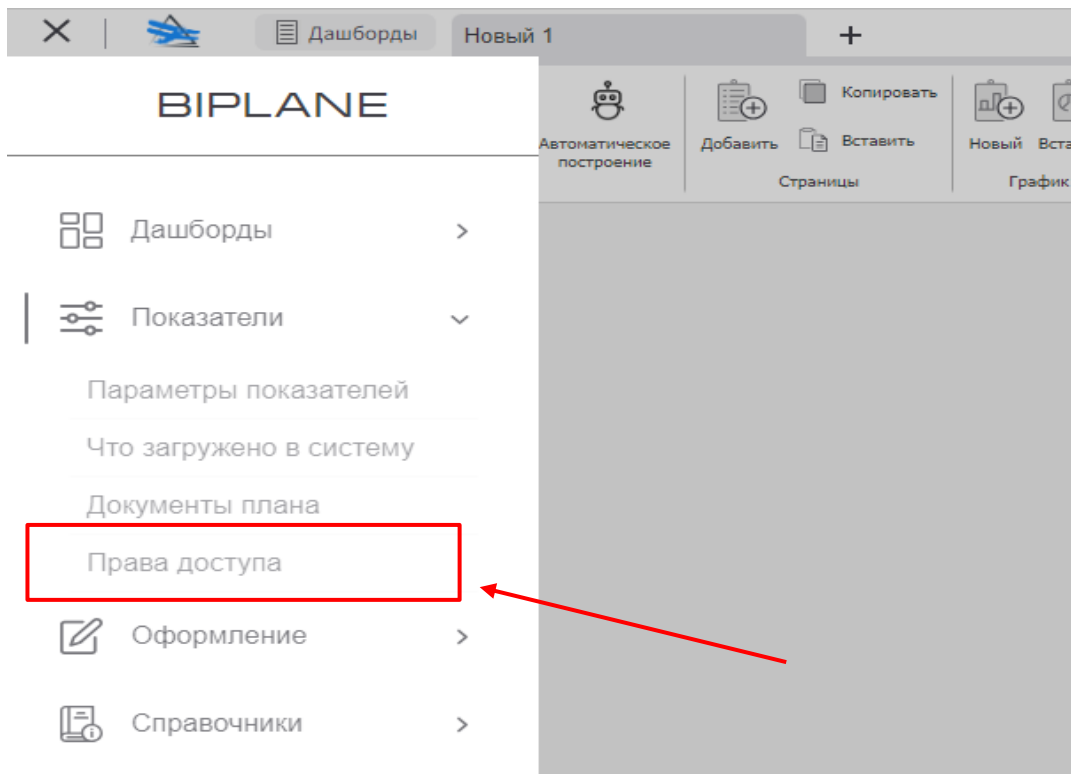 Дашборды
Новый 1
BIPLANE
Автоматическое
построение
Добавить
Копировать
Вставить
Страницы
Новый
График
Дашборды
Показатели
Параметры показателей
Что загружено в систему
Документы плана
Права доступа
Оформление
Справочники